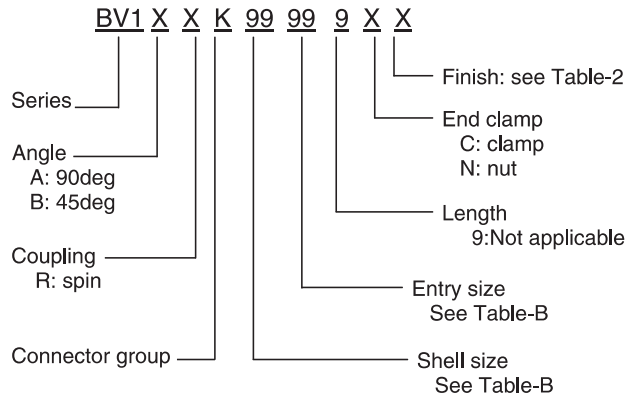 BV1 X X K 99 99 9 X X
Series
Angle
A: 90deg
B: 45deg
Coupling
R: spin
Connector group
Finish: see Table-2
End clamp
C: clamp
N: nut
Length
9:Not applicable
Entry size
See Table-B
Shell size
See Table-B